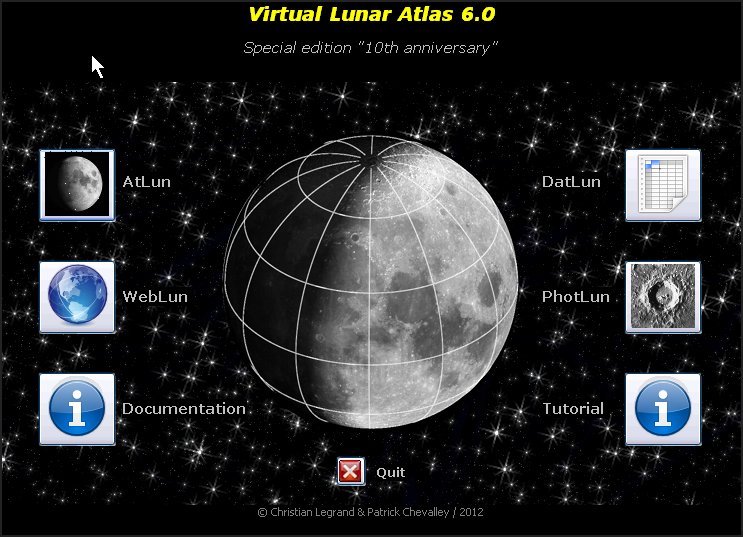 Virtual Lunar Atlas 6.0
Special edition "10th anniversary"
AtLun
DatLun
WebLun
PhotLun
Documentation
Tutorial
Quit
© Christian Legrand & Patrick Chevalley / 2012